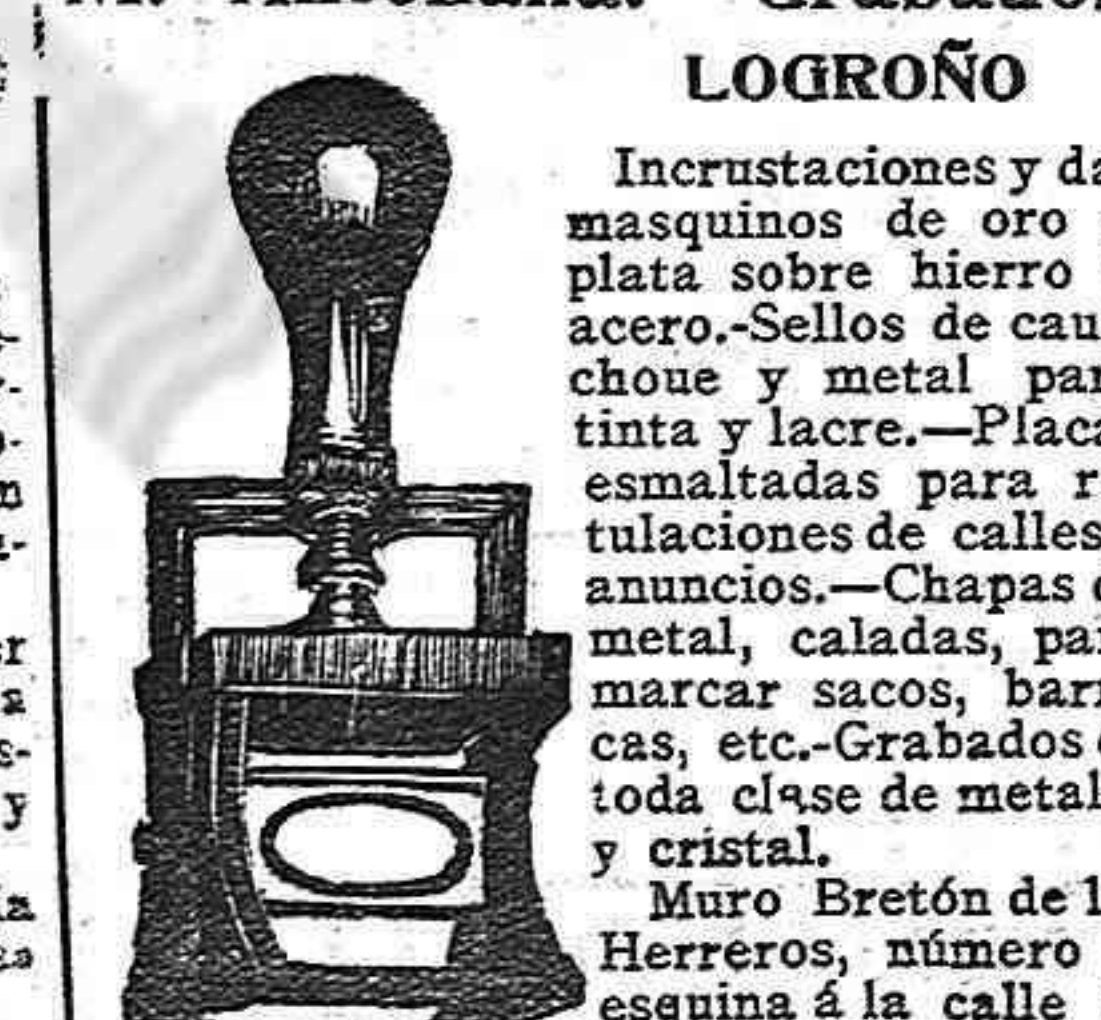 LOGROÑO
Incrustaciones y da
masquinos de oro
plata sobre hierro
acero.-Sellos de cau
choue y metal par
tinta y lacre.—Placa
esmaltadas para r
tulaciones de calles
anuncios.—Chapas
metal, caladas, par
marcar sacos, barr
cas, etc.-Grabados
toda clase de metal
y cristal.
Muro Bretón de l
Herreros, número
esquina á la calle